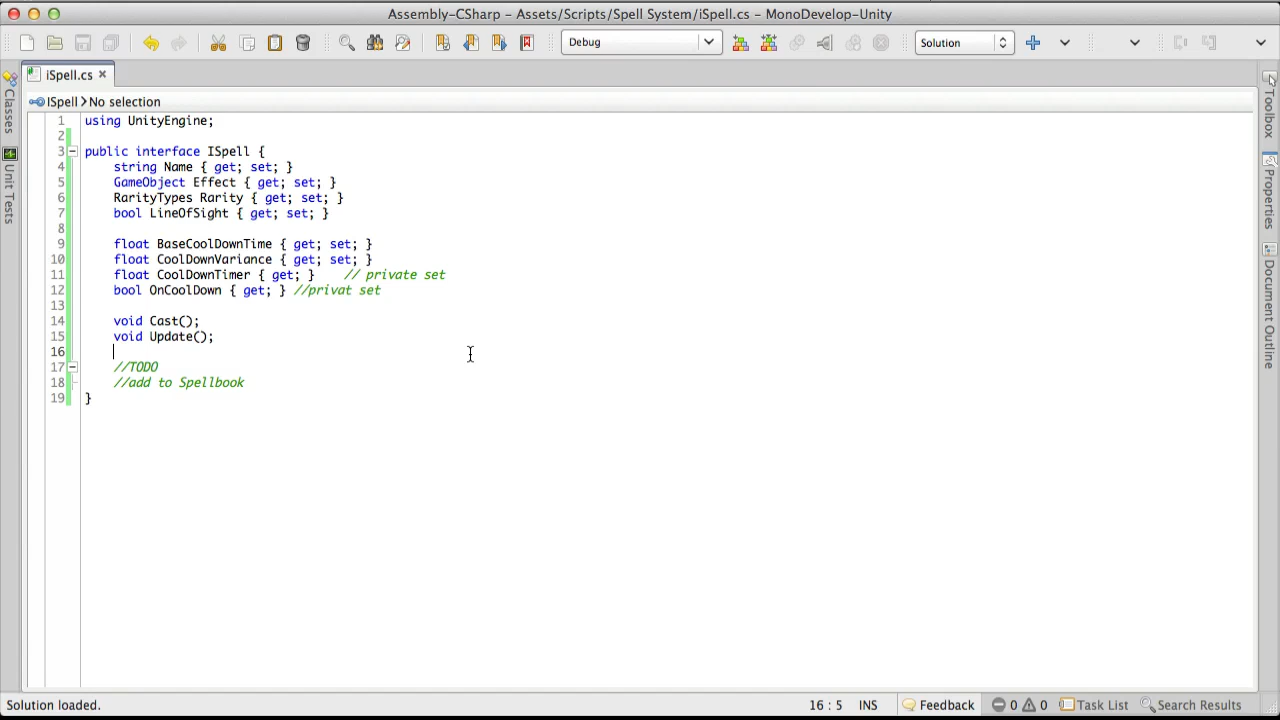 Assembly-CSharp – Assets/Scripts/Spell System/iSpell.cs – MonoDevelop-Unity
Debug
Solution
iSpell.cs
ISpell No selection
1 using UnityEngine;
2
3 public interface ISpell {
4 string Name { get; set; }
5 GameObject Effect { get; set; }
6 RarityTypes Rarity { get; set; }
7 bool LineOfSight { get; set; }
8
9 float BaseCoolDownTime { get; set; }
10 float CoolDownVariance { get; set; }
11 float CoolDownTimer { get; } // private set
12 bool OnCoolDown { get; } //privat set
13
14 void Cast();
15 void Update();
16
17 //TODO
18 //add to Spellbook
19 }
Classes
Unit Tests
Toolbox
Properties
Document Outline
Solution loaded.
16 : 5 INS Feedback 0 0 Task List Search Results